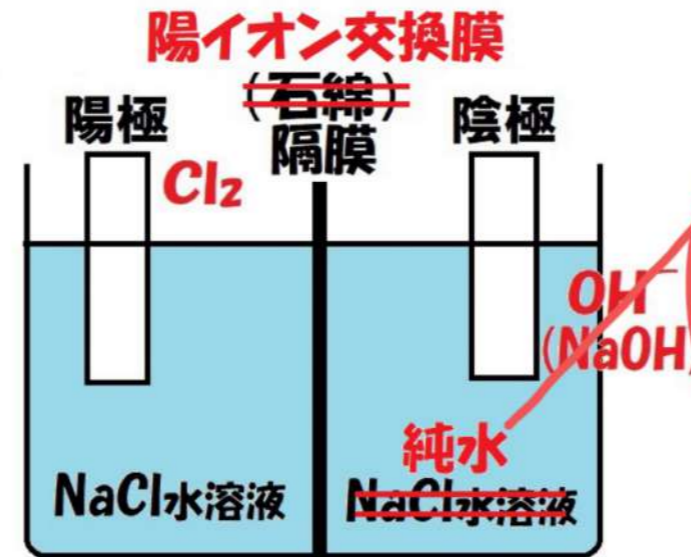 陽イオン交換膜
(石綿)
隔膜
陽極
陰極
Cl₂
OH⁻
(NaOH)
純水
NaCl水溶液
NaCl水溶液